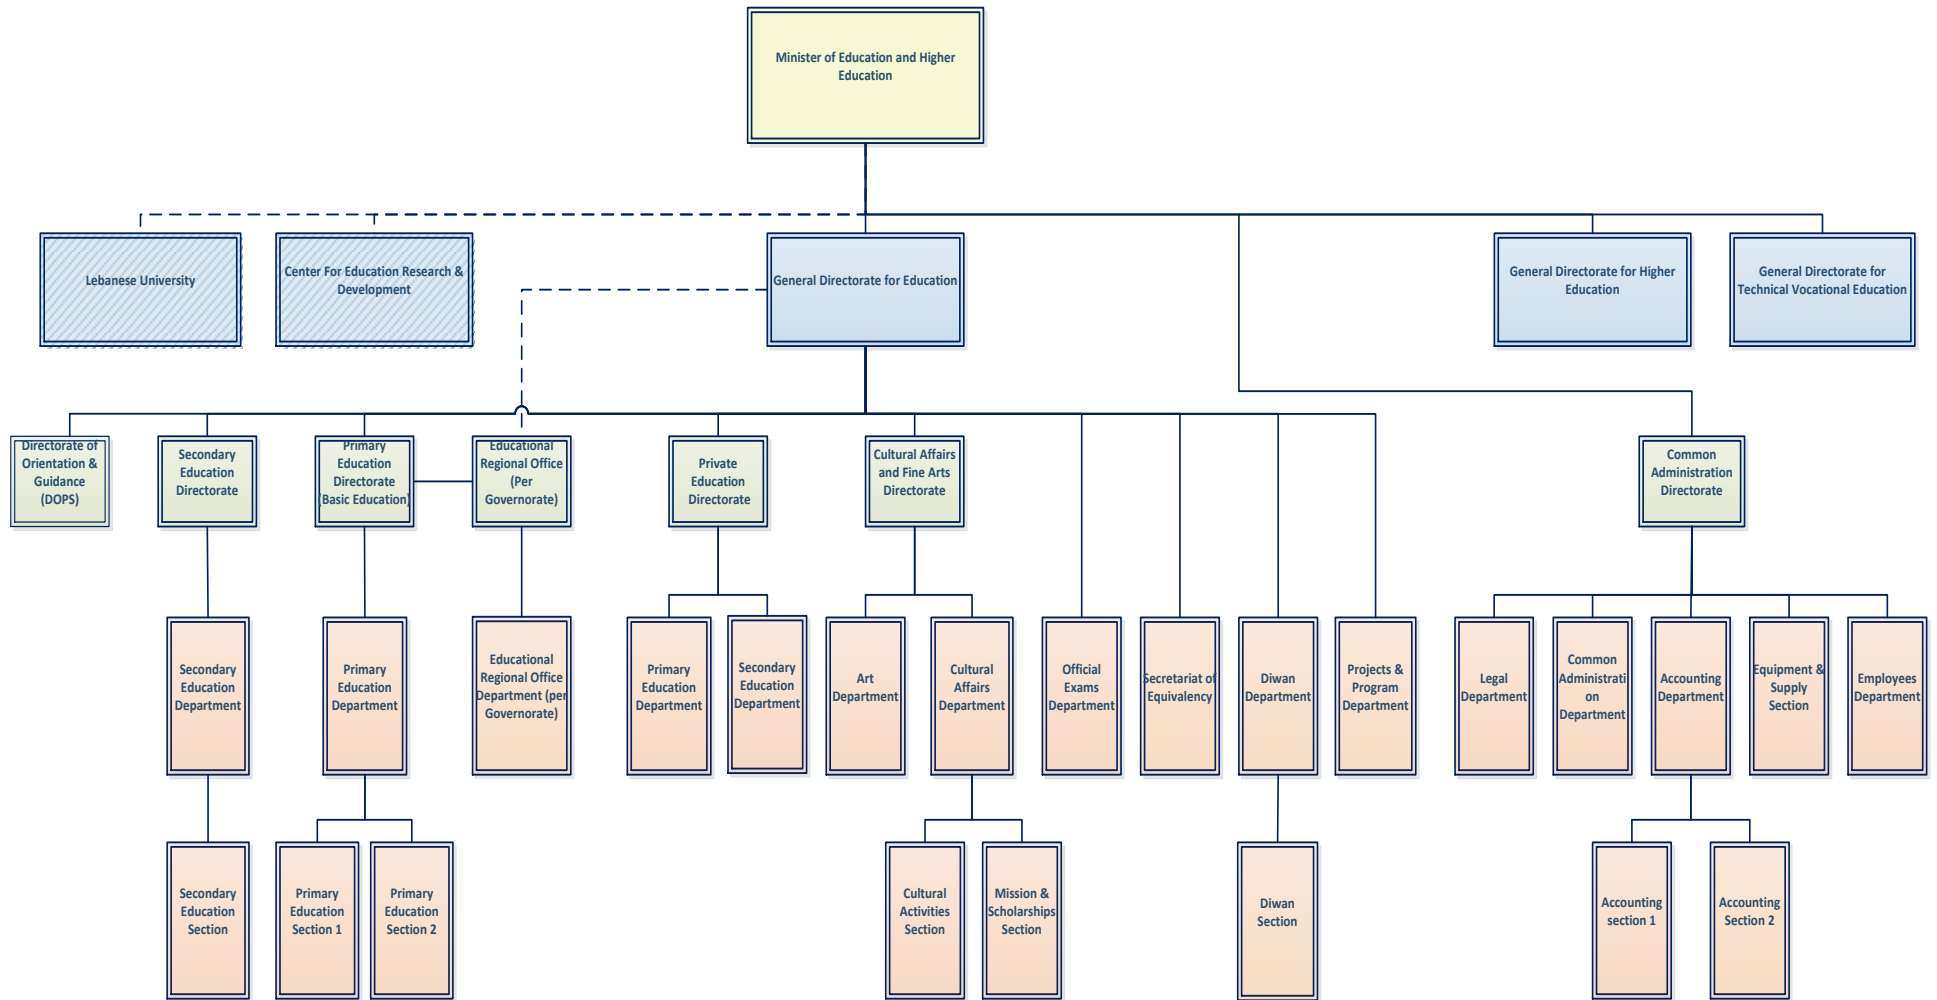 Minister of Education and Higher
Education
Lebanese University
Center For Education Research &
Development
General Directorate for Education
General Directorate for Higher
Education
General Directorate for
Technical Vocational Education
Directorate of
Orientation &
Guidance
(DOPS)
Secondary
Education
Directorate
Primary
Education
Directorate
(Basic Education)
Educational
Regional Office
(Per
Governorate)
Private
Education
Directorate
Cultural Affairs
and Fine Arts
Directorate
Common
Administration
Directorate
Secondary
Education
Department
Primary
Education
Department
Educational
Regional Office
Department (per
Governorate)
Primary
Education
Department
Secondary
Education
Department
Art
Department
Cultural
Affairs
Department
Official
Exams
Department
Secretariat of
Equivalency
Diwan
Department
Projects &
Program
Department
Legal
Department
Common
Administrati
on
Department
Accounting
Department
Equipment &
Supply
Section
Employees
Department
Secondary
Education
Section
Primary
Education
Section 1
Primary
Education
Section 2
Cultural
Activities
Section
Mission &
Scholarships
Section
Diwan
Section
Accounting
section 1
Accounting
Section 2